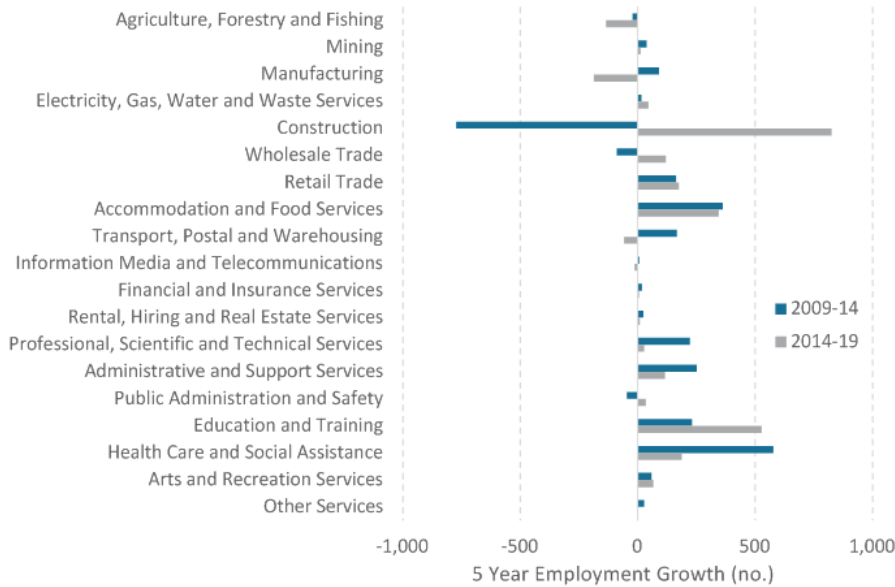 Agriculture, Forestry and Fishing
Mining
Manufacturing
Electricity, Gas, Water and Waste Services
Construction
Wholesale Trade
Retail Trade
Accommodation and Food Services
Transport, Postal and Warehousing
Information Media and Telecommunications
Financial and Insurance Services
Rental, Hiring and Real Estate Services
Professional, Scientific and Technical Services
Administrative and Support Services
Public Administration and Safety
Education and Training
Health Care and Social Assistance
Arts and Recreation Services
Other Services
2009-14
2014-19
-1,000 -500 0 500 1,000
5 Year Employment Growth (no.)